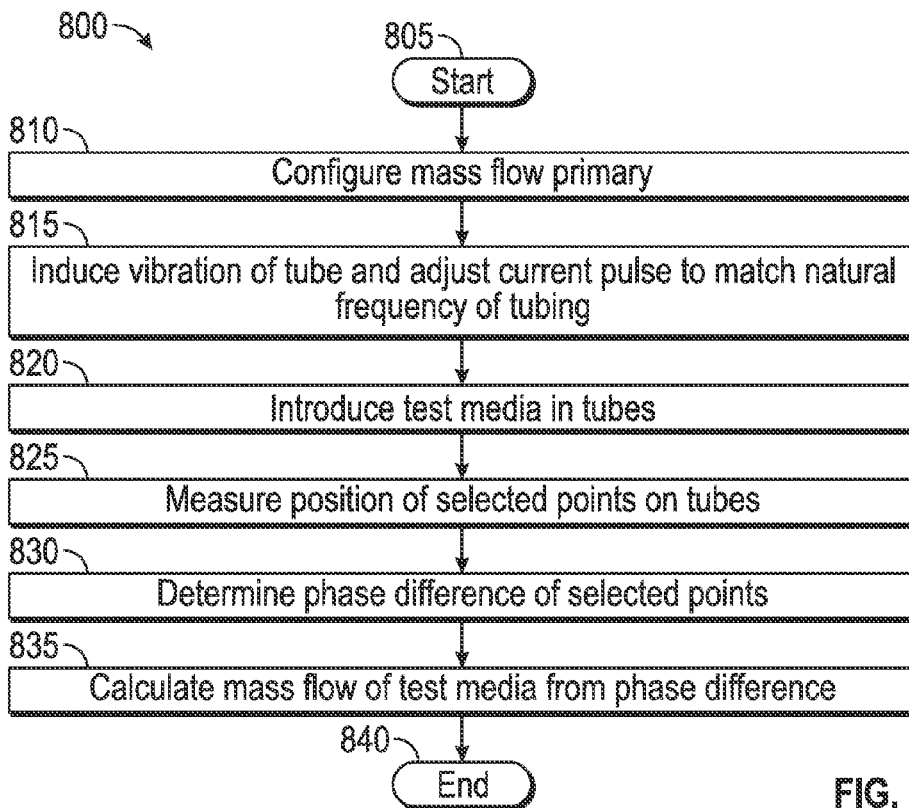 800
805
Start
810
Configure mass flow primary
815
Induce vibration of tube and adjust current pulse to match natural
frequency of tubing
820
Introduce test media in tubes
825
Measure position of selected points on tubes
830
Determine phase difference of selected points
835
Calculate mass flow of test media from phase difference
840
End
FIG.